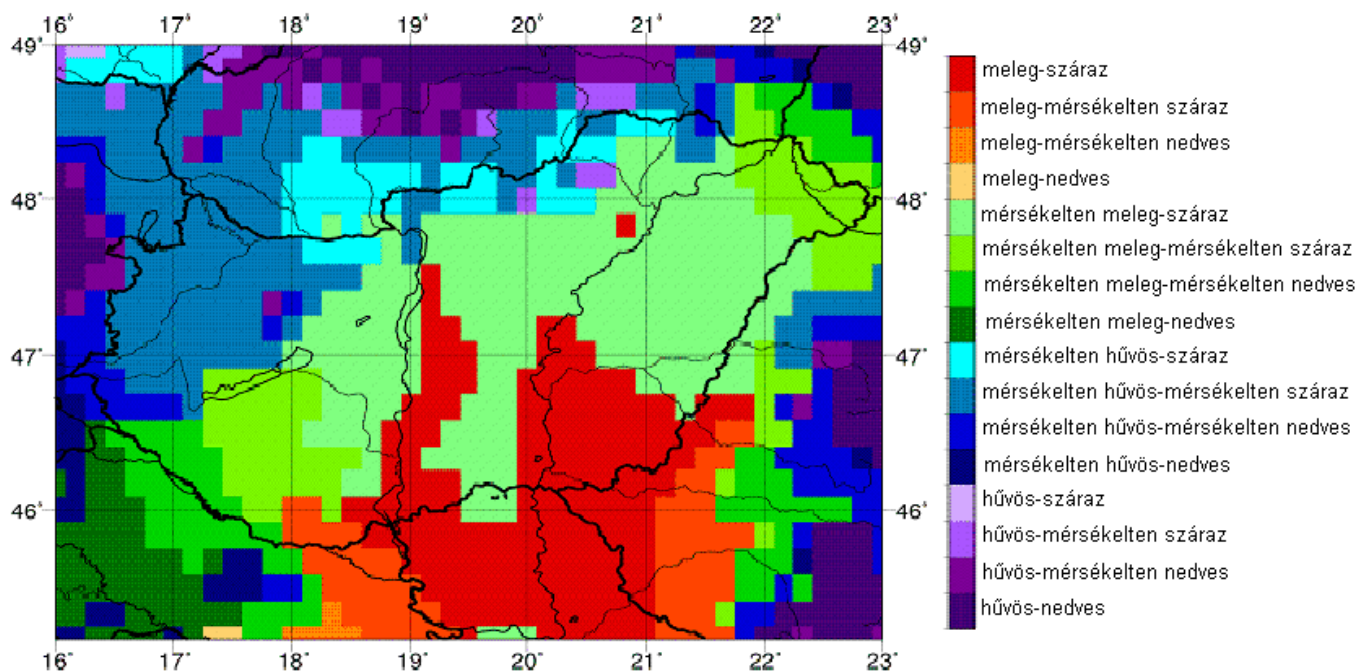 16° 17° 18° 19° 20° 21° 22° 23°
49° 49°
48° 48°
47° 47°
46° 46°
16° 17° 18° 19° 20° 21° 22° 23°
meleg-száraz
meleg-mérsékelten száraz
meleg-mérsékelten nedves
meleg-nedves
mérsékelten meleg-száraz
mérsékelten meleg-mérsékelten száraz
mérsékelten meleg-mérsékelten nedves
mérsékelten meleg-nedves
mérsékelten hűvös-száraz
mérsékelten hűvös-mérsékelten száraz
mérsékelten hűvös-mérsékelten nedves
mérsékelten hűvös-nedves
hűvös-száraz
hűvös-mérsékelten száraz
hűvös-mérsékelten nedves
hűvös-nedves